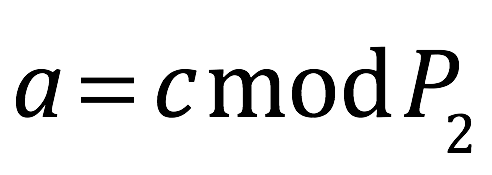 a = c mod P₂